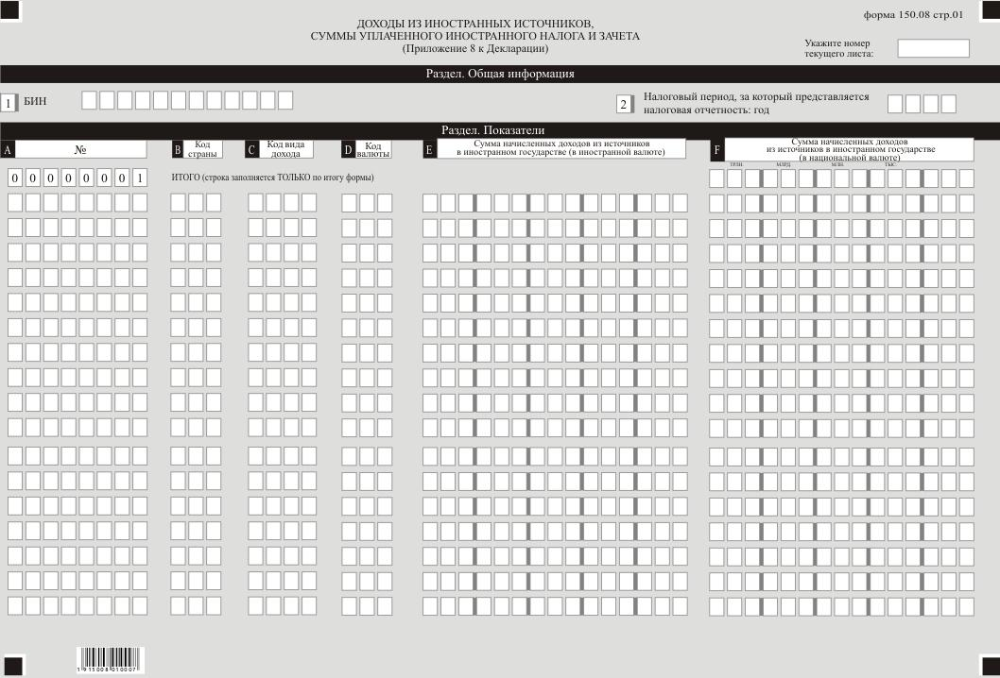 форма 150.08 стр.01
ДОХОДЫ ИЗ ИНОСТРАННЫХ ИСТОЧНИКОВ,
СУММЫ УПЛАЧЕННОГО ИНОСТРАННОГО НАЛОГА И ЗАЧЕТА
(Приложение 8 к Декларации)
Укажите номер
текущего листа:
Раздел. Общая информация
1 БИН
2 Налоговый период, за который представляется
налоговая отчетность: год
Раздел. Показатели
A №
B Код
страны
C Код вида
дохода
D Код
валюты
E Сумма начисленных доходов из источников
в иностранном государстве (в иностранной валюте)
F Сумма начисленных доходов
из источников в иностранном государстве
(в национальной валюте)
ТРЛН. МЛРД. МЛН. ТЫС.
0 0 0 0 0 0 0 1 ИТОГО (строка заполняется ТОЛЬКО по итогу формы)
1 915008 010007